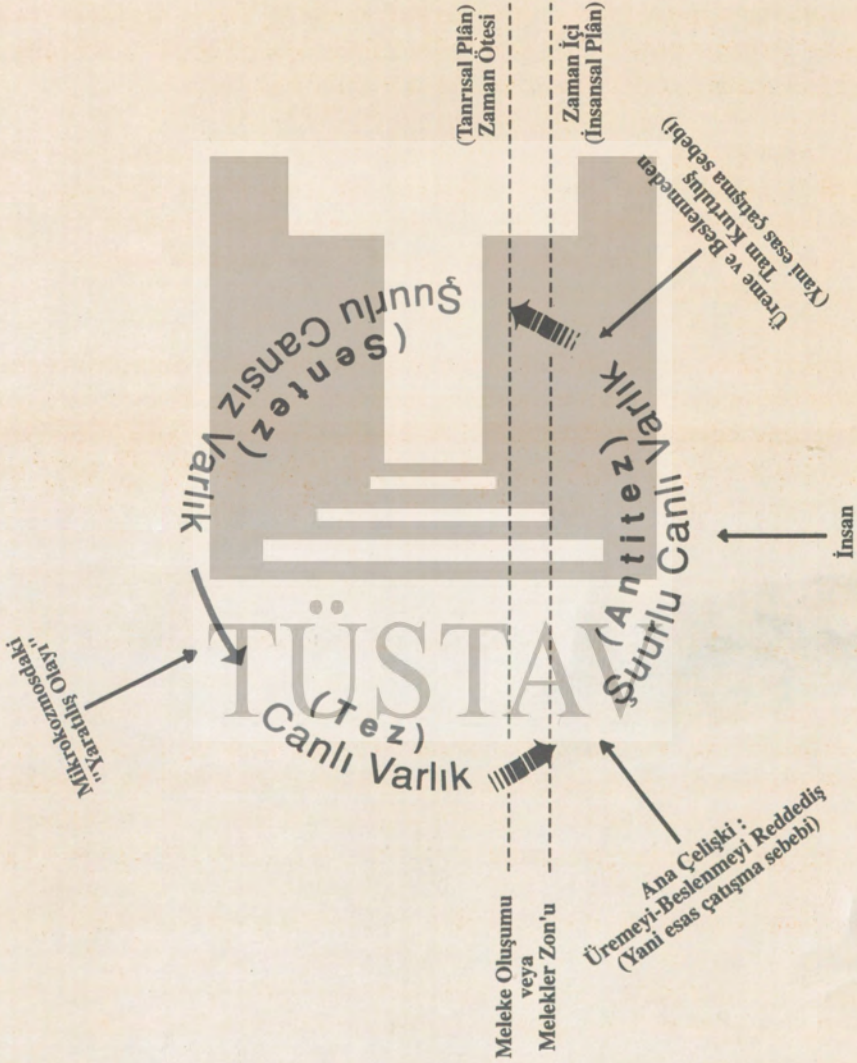 (Tanrısal Plân)
Zaman Ötesi
Zaman İçi
(İnsansal Plân)
Üreme ve Beslenmeden
Tam Kurtuluş
(Yani esas çatışma sebebi)
Şuurlu Cansız Varlık
(Sentez)
Mikrokozmosdaki
"Yaratılış Olayı"
TÜSTAV
(Tez)
Canlı Varlık
(Antitez)
Şuurlu Canlı Varlık
İnsan
Ana Çelişki :
Üremeyi-Beslenmeyi Reddediş
(Yani esas çatışma sebebi)
Meleke Oluşumu
veya
Melekler Zon'u